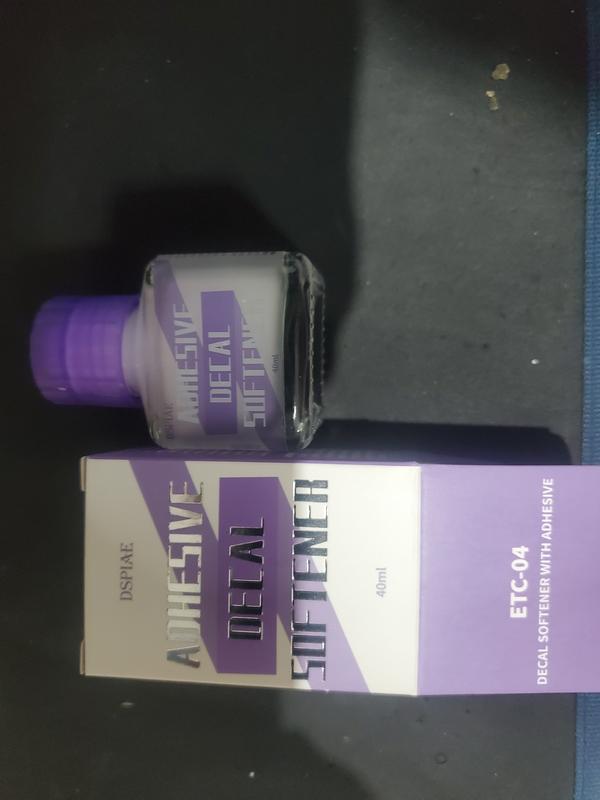 DSPIAE
ADHESIVE
DECAL
SOFTENER
40ml
DSPIAE
ADHESIVE
DECAL
SOFTENER
40ml
ETC-04
DECAL SOFTENER WITH ADHESIVE